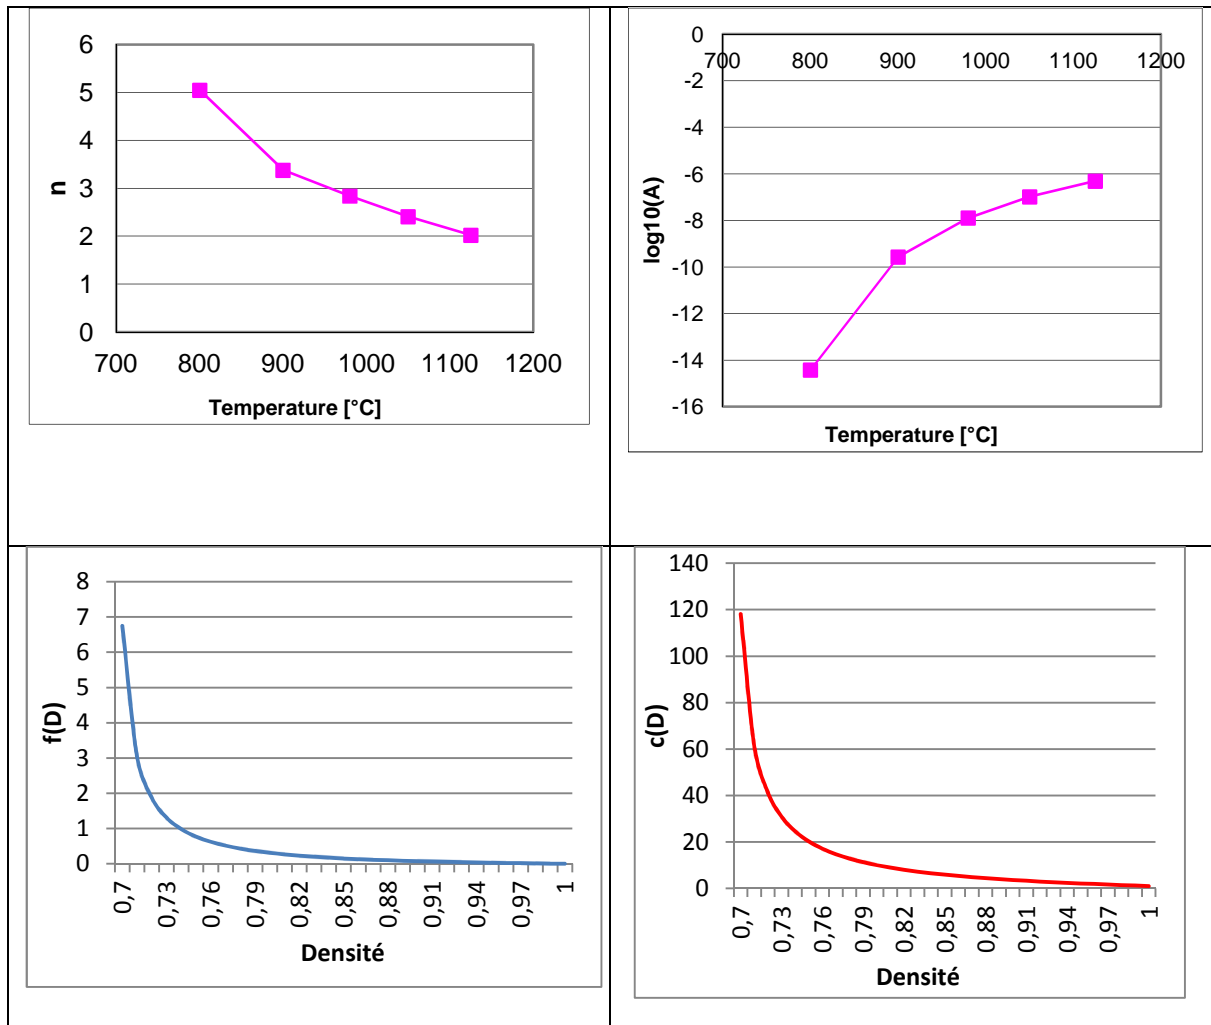 6
5
4
3
2
1
0
n
700 800 900 1000 1100 1200
Temperature [°C]
0
-2
-4
-6
-8
-10
-12
-14
-16
log10(A)
700 800 900 1000 1100 1200
Temperature [°C]
8
7
6
5
4
3
2
1
0
f(D)
0,7 0,73 0,76 0,79 0,82 0,85 0,88 0,91 0,94 0,97 1
Densité
140
120
100
80
60
40
20
0
c(D)
0,7 0,73 0,76 0,79 0,82 0,85 0,88 0,91 0,94 0,97 1
Densité